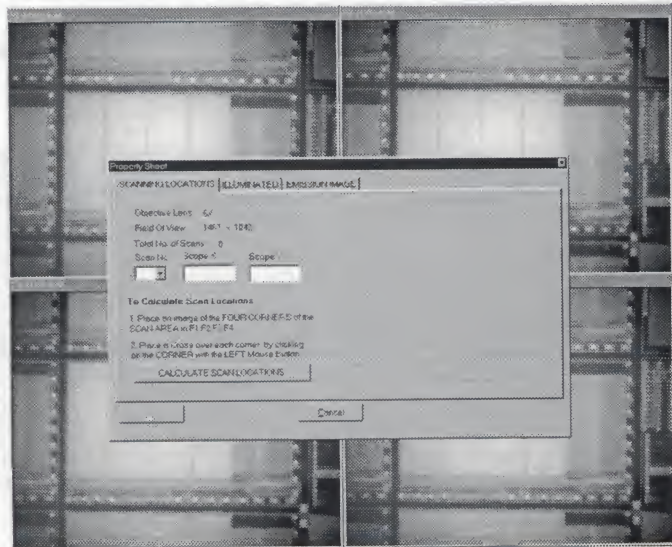 Property Sheet
SCANNING LOCATIONS ILLUMINATED EMISSION IMAGE
Objective Lens
Field Of View
Total No. of Scans 0
Scan No Scope X Scope
To Calculate Scan Locations
1. Place an image of the FOUR CORNERS of the
SCAN AREA in F1,F2,F3,F4
2. Place a cross over each corner by clicking
on the CORNER with the LEFT Mouse button
CALCULATE SCAN LOCATIONS
Cancel